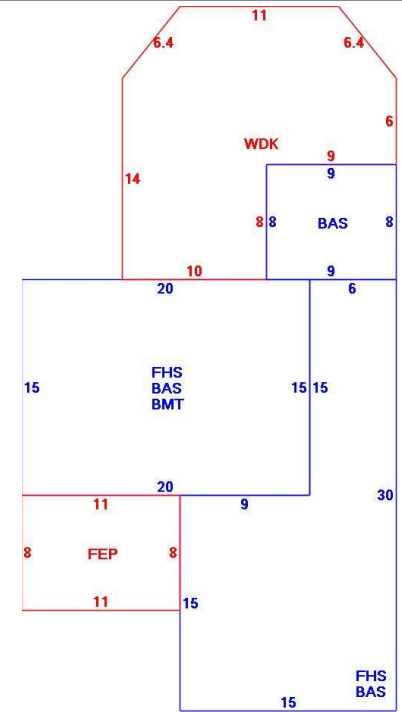 11
6.4 6.4
6
WDK
9
9
14
8 8 BAS 8
10 9
20 6
FHS
BAS
BMT
15 15 15
20
11 9
30
8 FEP 8
11 15
FHS
BAS
15